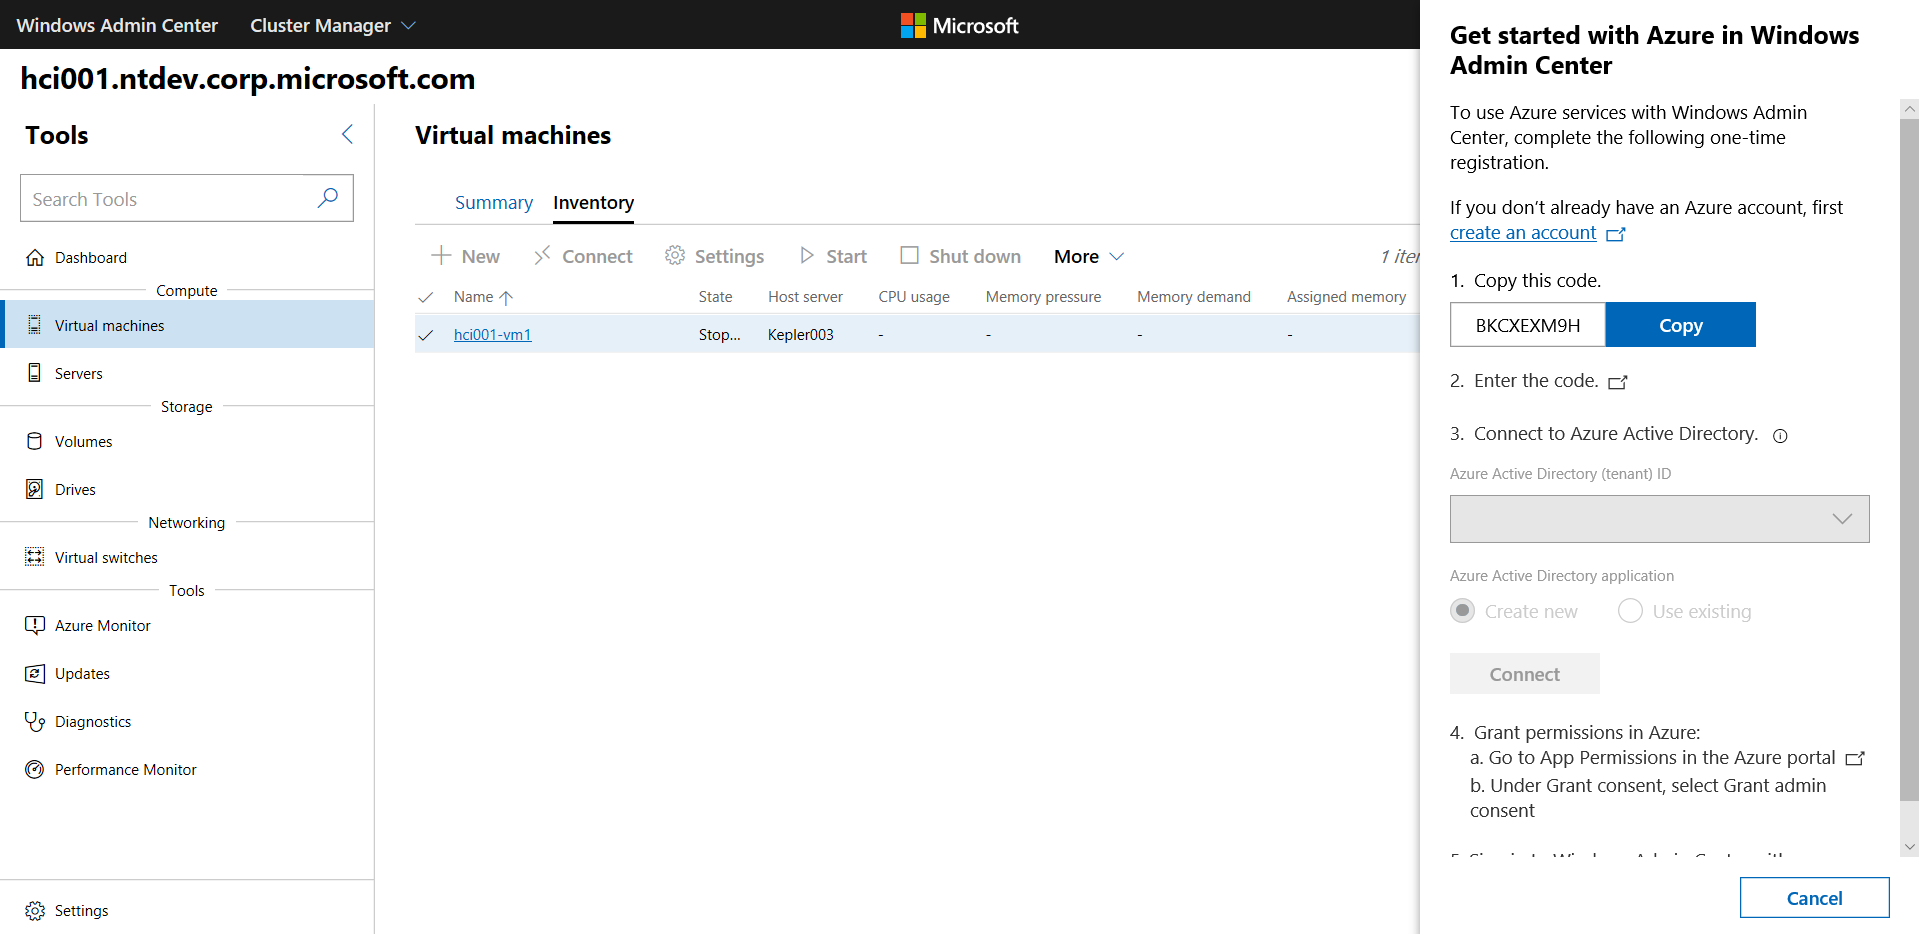 Windows Admin Center Cluster Manager
Microsoft
hci001.ntdev.corp.microsoft.com
Tools
Search Tools
Dashboard
Compute
Virtual machines
Servers
Storage
Volumes
Drives
Networking
Virtual switches
Tools
Azure Monitor
Updates
Diagnostics
Performance Monitor
Settings
Virtual machines
Summary Inventory
New Connect Settings Start Shut down More 1
Name State Host server CPU usage Memory pressure Memory demand Assigned memory
hci001-vm1 Stop... Kepler003 - - - -
Get started with Azure in Windows
Admin Center
To use Azure services with Windows Admin
Center, complete the following one-time
registration.
If you don't already have an Azure account, first
create an account
1. Copy this code.
BKCXEXM9H Copy
2. Enter the code.
3. Connect to Azure Active Directory.
Azure Active Directory (tenant) ID
Azure Active Directory application
Create new Use existing
Connect
4. Grant permissions in Azure:
a. Go to App Permissions in the Azure portal
b. Under Grant consent, select Grant admin
consent
Cancel